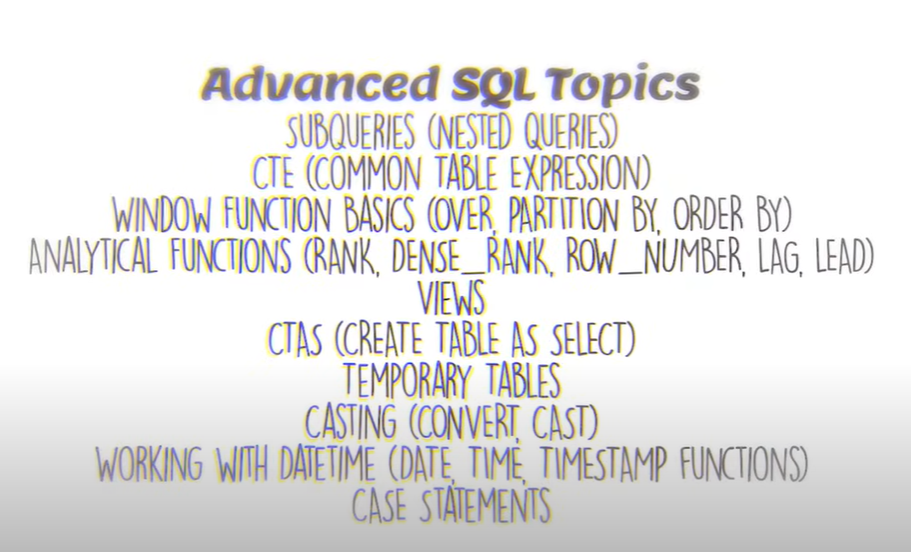 Advanced SQL Topics
SUBQUERIES (NESTED QUERIES)
CTE (COMMON TABLE EXPRESSION)
WINDOW FUNCTION BASICS (OVER, PARTITION BY, ORDER BY)
ANALYTICAL FUNCTIONS (RANK, DENSE_RANK, ROW_NUMBER, LAG, LEAD)
VIEWS
CTAS (CREATE TABLE AS SELECT)
TEMPORARY TABLES
CASTING (CONVERT, CAST)
WORKING WITH DATETIME (DATE, TIME, TIMESTAMP FUNCTIONS)
CASE STATEMENTS